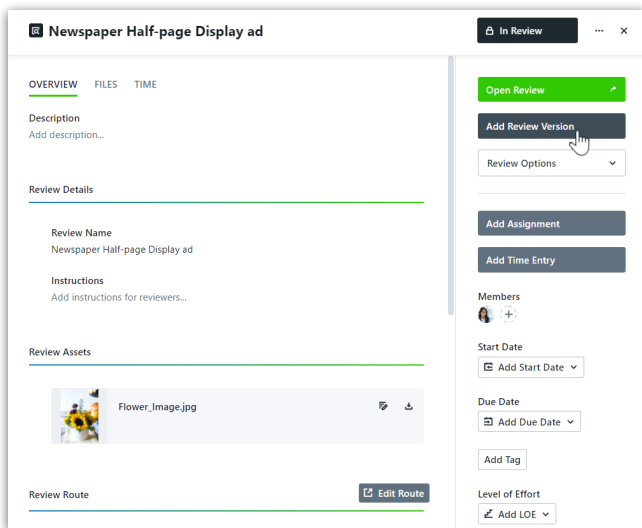 Newspaper Half-page Display ad
In Review
OVERVIEW FILES TIME
Description
Add description...
Review Details
Review Name
Newspaper Half-page Display ad
Instructions
Add instructions for reviewers...
Review Assets
Flower_Image.jpg
Review Route
Edit Route
Open Review
Add Review Version
Review Options
Add Assignment
Add Time Entry
Members
Start Date
Add Start Date
Due Date
Add Due Date
Add Tag
Level of Effort
Add LOE